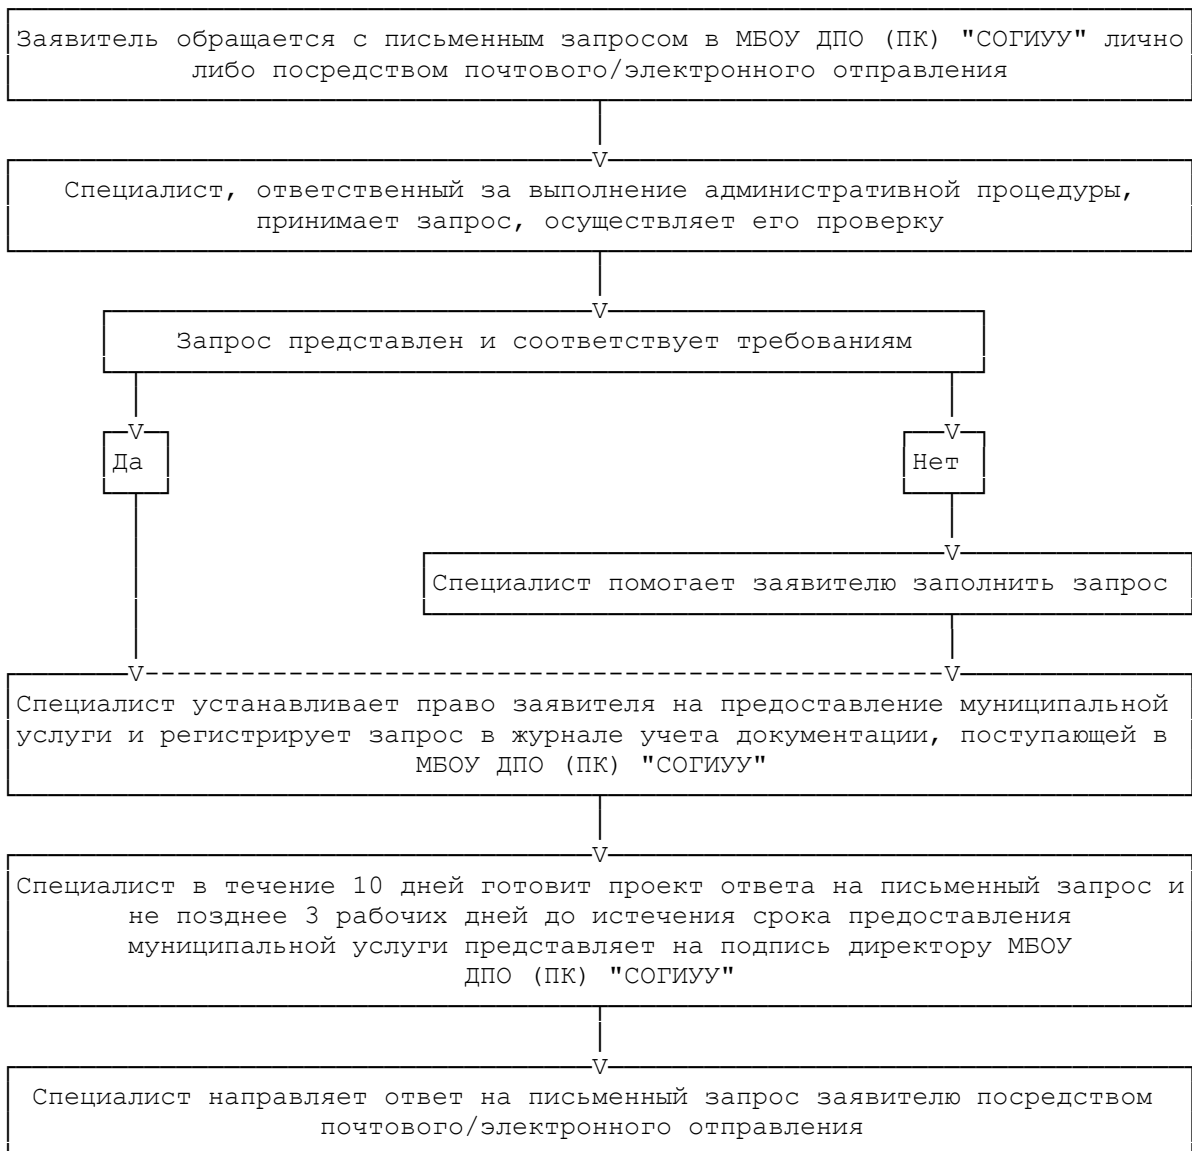 Заявитель обращается с письменным запросом в МБОУ ДПО (ПК) "СОГИУУ" лично
либо посредством почтового/электронного отправления
Специалист, ответственный за выполнение административной процедуры,
принимает запрос, осуществляет его проверку
Запрос представлен и соответствует требованиям
Да
Нет
Специалист помогает заявителю заполнить запрос
Специалист устанавливает право заявителя на предоставление муниципальной
услуги и регистрирует запрос в журнале учета документации, поступающей в
МБОУ ДПО (ПК) "СОГИУУ"
Специалист в течение 10 дней готовит проект ответа на письменный запрос и
не позднее 3 рабочих дней до истечения срока предоставления
муниципальной услуги представляет на подпись директору МБОУ
ДПО (ПК) "СОГИУУ"
Специалист направляет ответ на письменный запрос заявителю посредством
почтового/электронного отправления